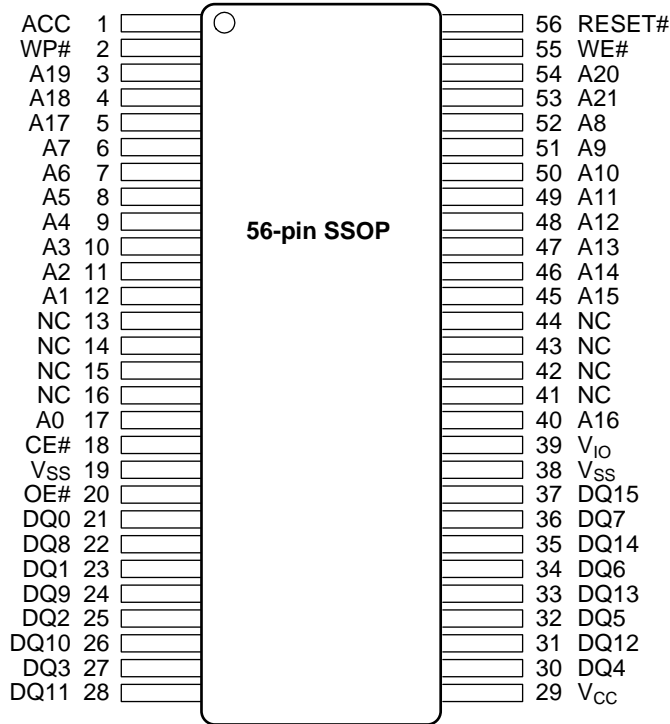 ACC 1 56 RESET#
WP# 2 55 WE#
A19 3 54 A20
A18 4 53 A21
A17 5 52 A8
A7 6 51 A9
A6 7 50 A10
A5 8 49 A11
A4 9 48 A12
56-pin SSOP
A3 10 47 A13
A2 11 46 A14
A1 12 45 A15
NC 13 44 NC
NC 14 43 NC
NC 15 42 NC
NC 16 41 NC
A0 17 40 A16
CE# 18 39 VIO
VSS 19 38 VSS
OE# 20 37 DQ15
DQ0 21 36 DQ7
DQ8 22 35 DQ14
DQ1 23 34 DQ6
DQ9 24 33 DQ13
DQ2 25 32 DQ5
DQ10 26 31 DQ12
DQ3 27 30 DQ4
DQ11 28 29 VCC